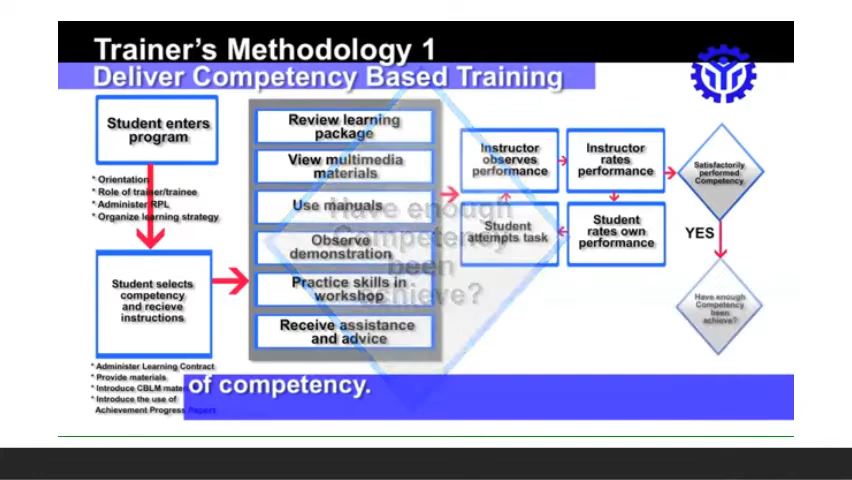 Trainer's Methodology 1
Deliver Competency Based Training
Student enters
program
* Orientation
* Role of trainer/trainee
* Administer RPL
* Organize learning strategy
Student selects
competency
and recieve
instructions
* Administer Learning Contract
* Provide materials
* Introduce CBLM
* Introduce the use of
Achievement Progress Report
Review learning
package
View multimedia
materials
Use manuals
Observe
demonstration
Practice skills in
workshop
Receive assistance
and advice
Instructor
observes
performance
Instructor
rates
performance
Student
attempts task
Student
rates own
performance
Satisfactorily
performed
Competency
YES
Have enough
Competency
been
achieve?
Have enough
Competency
been
achieve?
of competency.